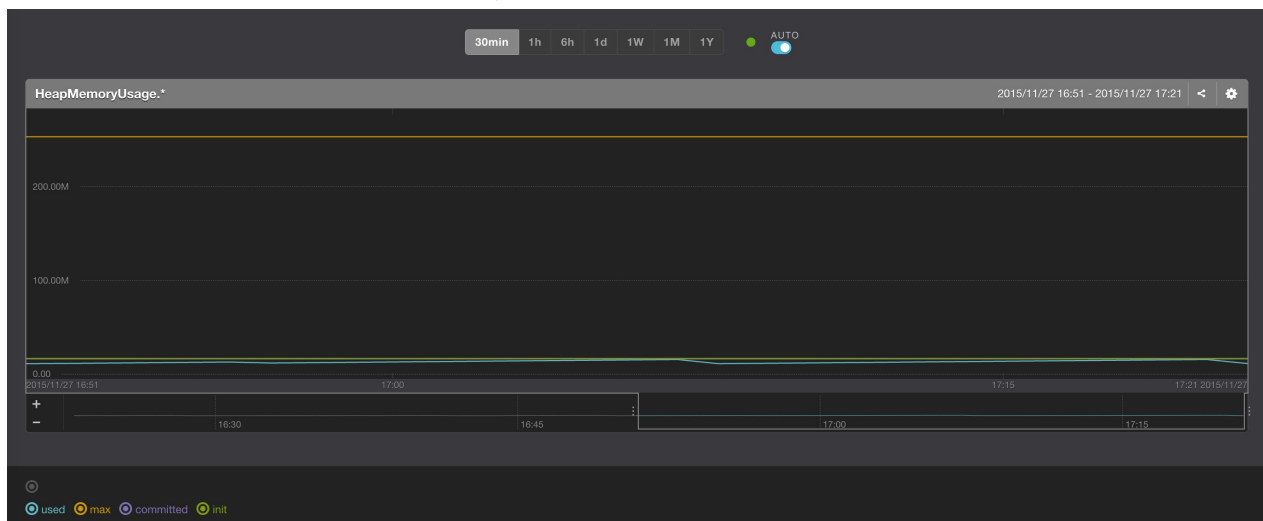 30min 1h 6h 1d 1W 1M 1Y AUTO
HeapMemoryUsage.* 2015/11/27 16:51 - 2015/11/27 17:21
200.00M
100.00M
0.00
2015/11/27 16:51 17:00 17:15 17:21 2015/11/27
+
−
16:30 16:45 17:00 17:15
used max committed init